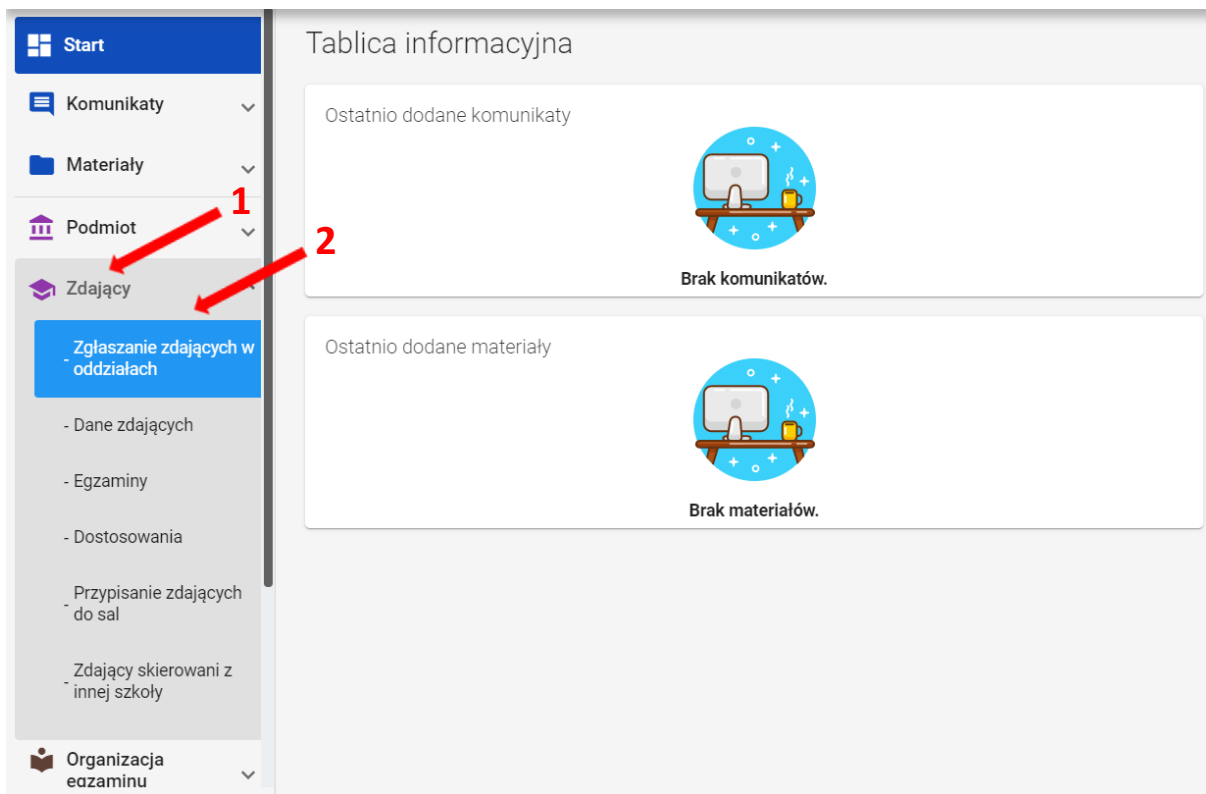 Start
Komunikaty
Materiały
1
Podmiot
2
Zdający
- Zgłaszanie zdających w
oddziałach
- Dane zdających
- Egzaminy
- Dostosowania
- Przypisanie zdających
do sal
- Zdający skierowani z
innej szkoły
Organizacja
egzaminu
Tablica informacyjna
Ostatnio dodane komunikaty
Brak komunikatów.
Ostatnio dodane materiały
Brak materiałów.